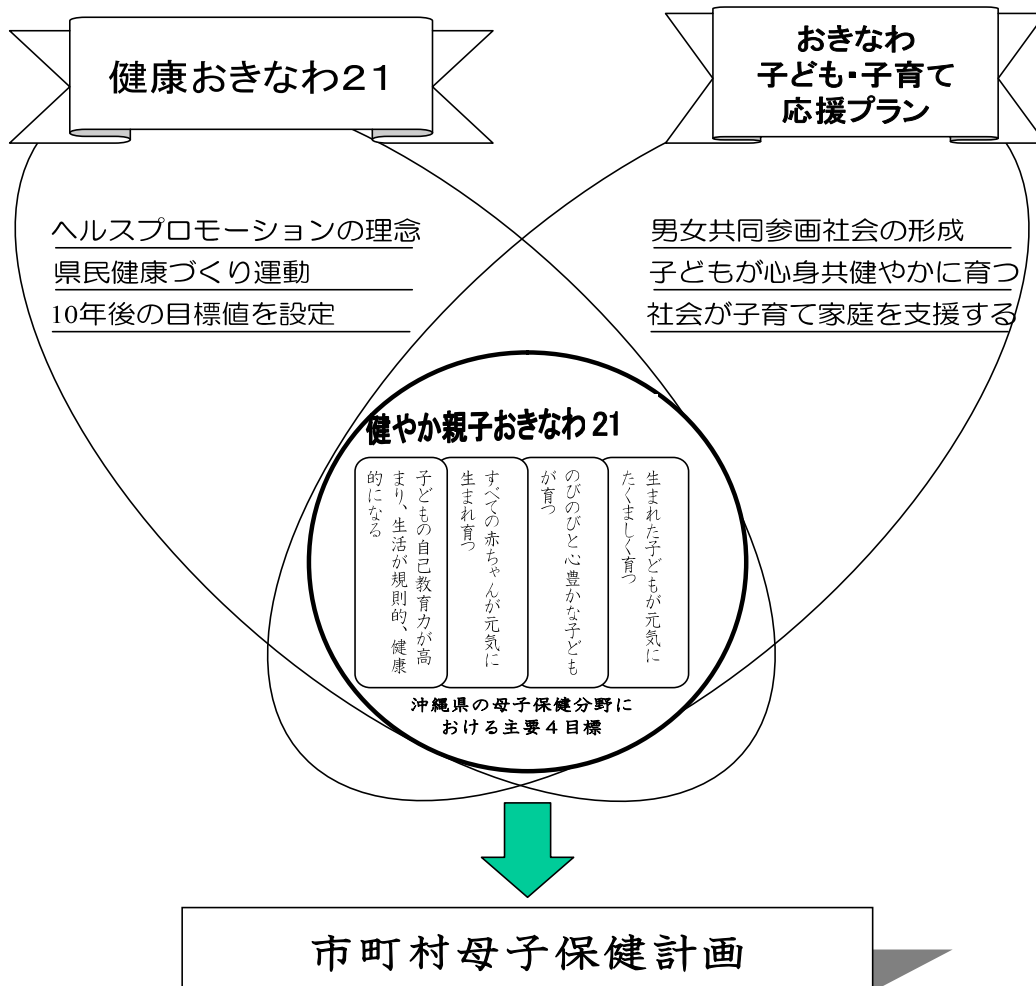 健康おきなわ21
おきなわ
子ども・子育て
応援プラン
ヘルスプロモーションの理念
県民健康づくり運動
10年後の目標値を設定
男女共同参画社会の形成
子どもが心身共健やかに育つ
社会が子育て家庭を支援する
健やか親子おきなわ21
生まれた子どもが元気に
たくましく育つ
のびのびと心豊かな子ども
が育つ
すべての赤ちゃんが元気に
生まれ育つ
子どもの自己教育力が高
まり、生活が規則的、健康
的になる
沖縄県の母子保健分野に
おける主要4目標
市町村母子保健計画